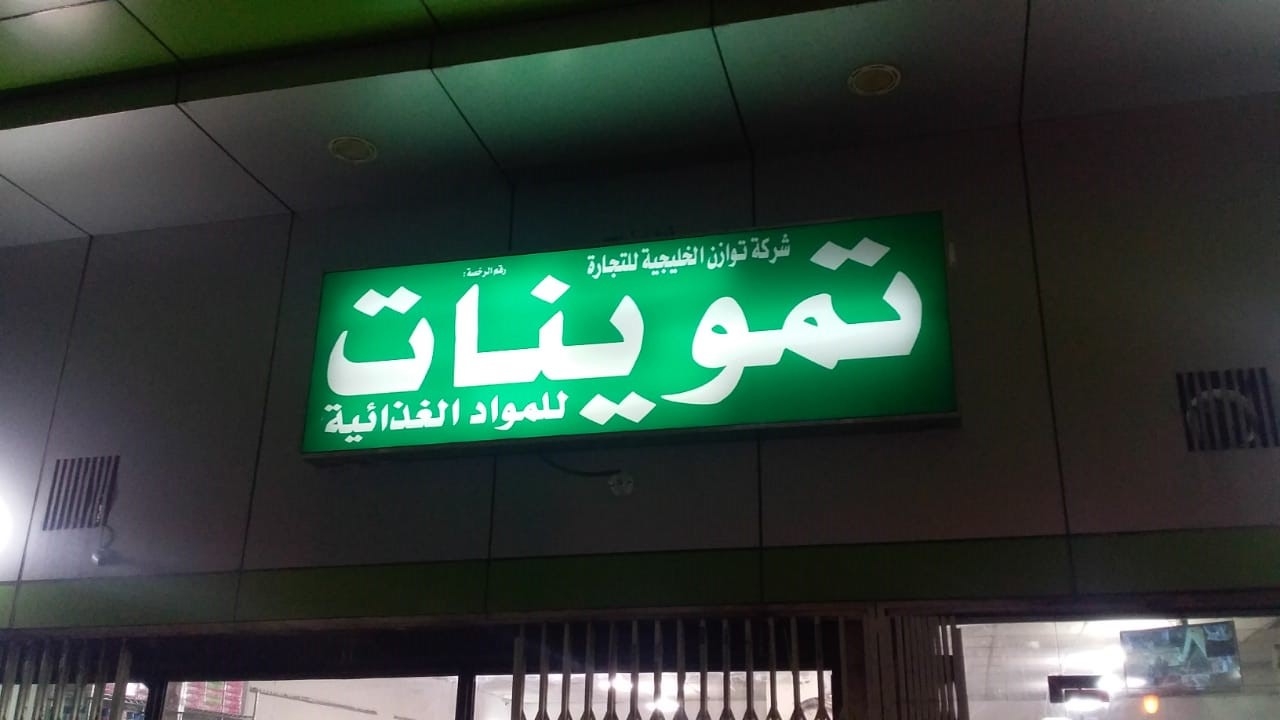 شركة توازن الخليجية للتجارة
رقم الرخصة :
تموينات
للمواد الغذائية